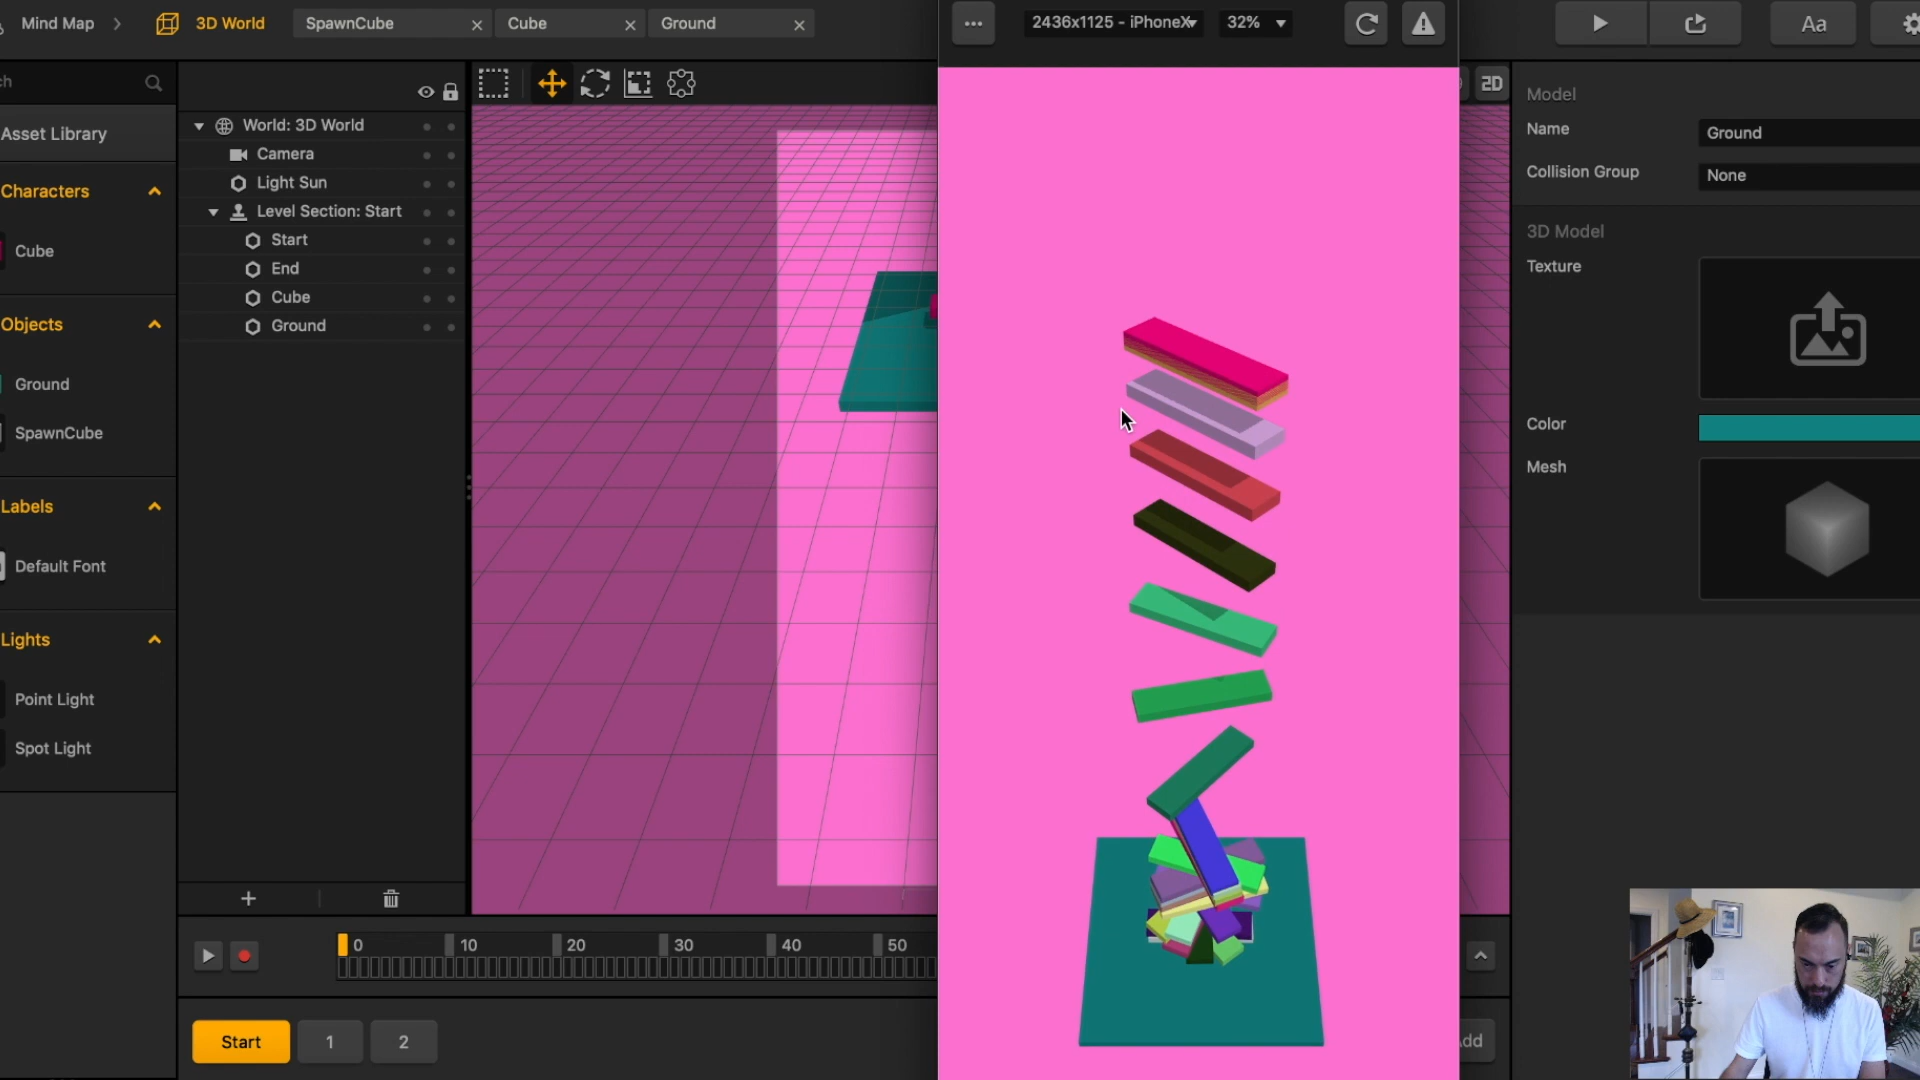 Mind Map
3D World
SpawnCube
Cube
Ground
2436x1125 - iPhoneX
32%
Aa
2D
Asset Library
Characters
Cube
Objects
Ground
SpawnCube
Labels
Default Font
Lights
Point Light
Spot Light
World: 3D World
Camera
Light Sun
Level Section: Start
Start
End
Cube
Ground
Model
Name
Ground
Collision Group
None
3D Model
Texture
Color
Mesh
0
10
20
30
40
50
Start
1
2